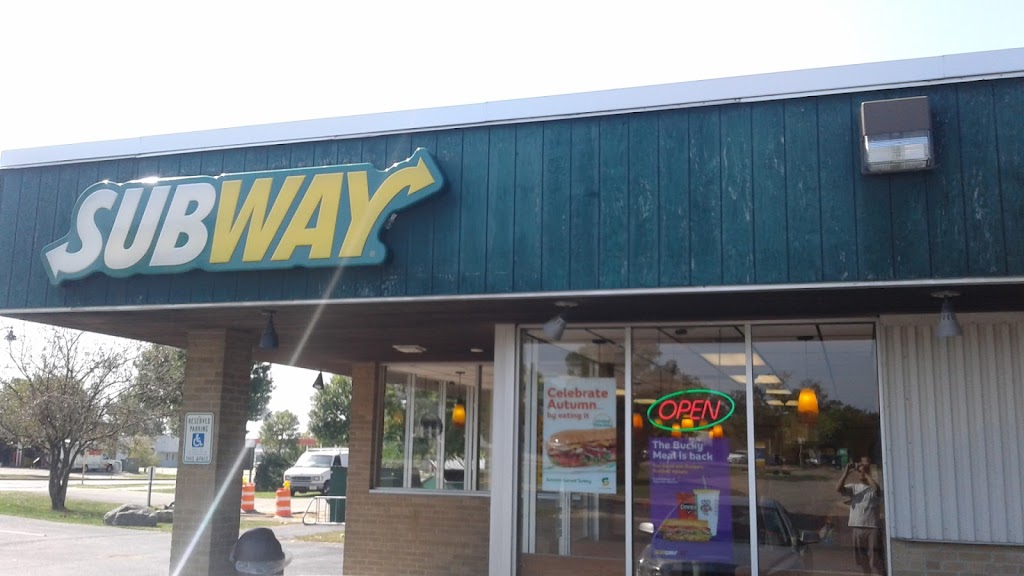 SUBWAY
RESERVED
PARKING
Celebrate
Autumn
by eating it
OPEN
The Bucky
Meal is back